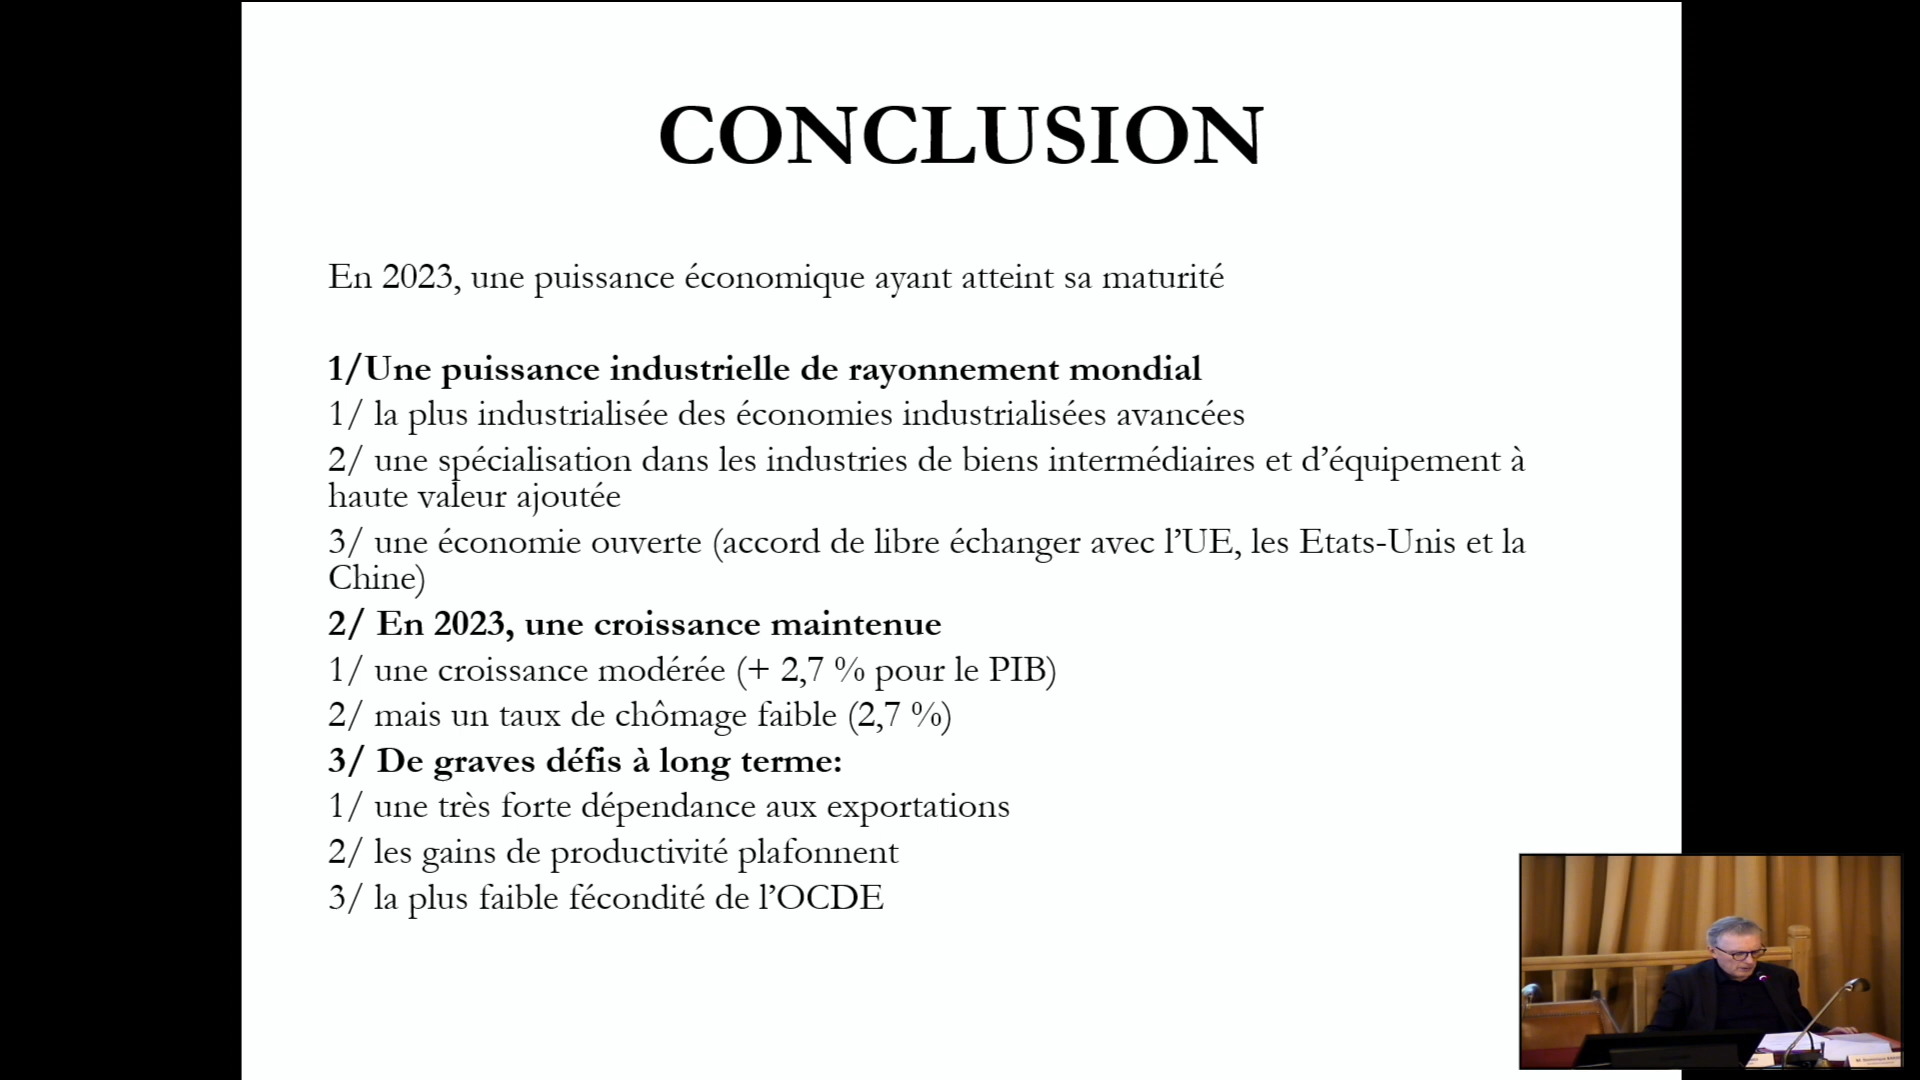 CONCLUSION
En 2023, une puissance économique ayant atteint sa maturité
1/Une puissance industrielle de rayonnement mondial
1/ la plus industrialisée des économies industrialisées avancées
2/ une spécialisation dans les industries de biens intermédiaires et d’équipement à
haute valeur ajoutée
3/ une économie ouverte (accord de libre échanger avec l’UE, les Etats-Unis et la
Chine)
2/ En 2023, une croissance maintenue
1/ une croissance modérée (+ 2,7 % pour le PIB)
2/ mais un taux de chômage faible (2,7 %)
3/ De graves défis à long terme:
1/ une très forte dépendance aux exportations
2/ les gains de productivité plafonnent
3/ la plus faible fécondité de l’OCDE